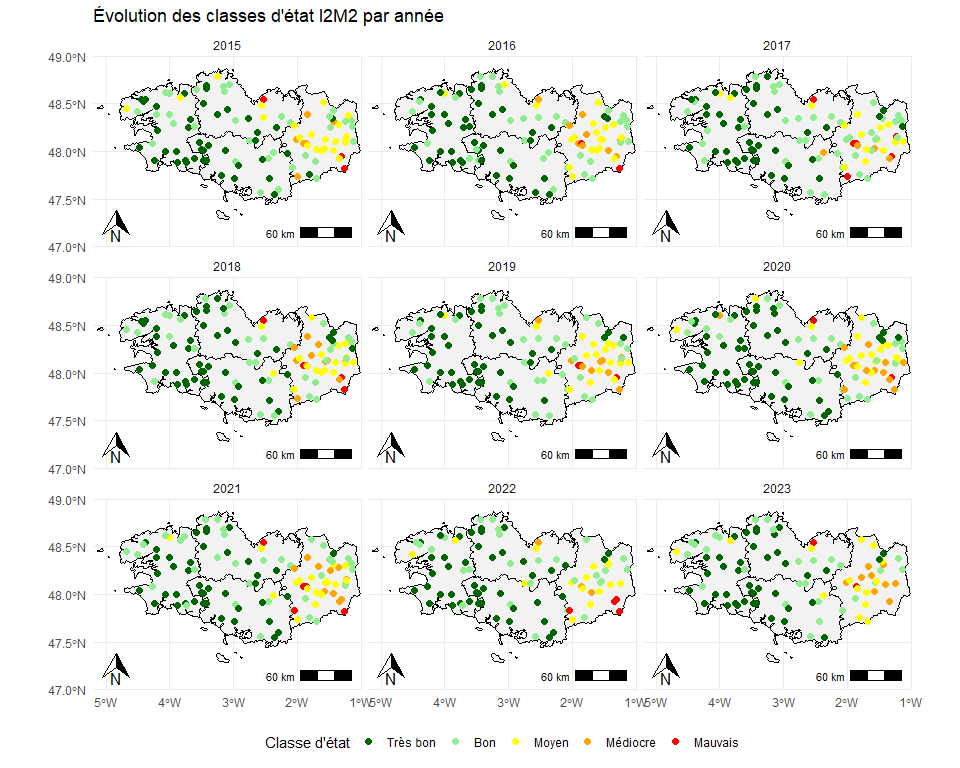 Évolution des classes d'état I2M2 par année
2015 2016 2017
49.0°N
48.5°N
48.0°N
47.5°N
47.0°N
N 60 km N 60 km N 60 km
2018 2019 2020
49.0°N
48.5°N
48.0°N
47.5°N
47.0°N
N 60 km N 60 km N 60 km
2021 2022 2023
49.0°N
48.5°N
48.0°N
47.5°N
47.0°N
N 60 km N 60 km N 60 km
5°W 4°W 3°W 2°W 1°W 5°W 4°W 3°W 2°W 1°W 5°W 4°W 3°W 2°W 1°W
Classe d'état Très bon Bon Moyen Médiocre Mauvais